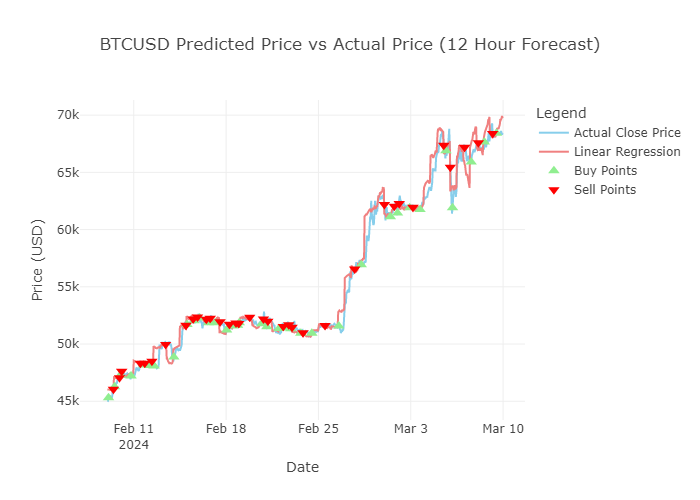 BTCUSD Predicted Price vs Actual Price (12 Hour Forecast)
Legend
Actual Close Price
Linear Regression
Buy Points
Sell Points
Price (USD)
70k
65k
60k
55k
50k
45k
Feb 11
2024
Feb 18
Feb 25
Mar 3
Mar 10
Date